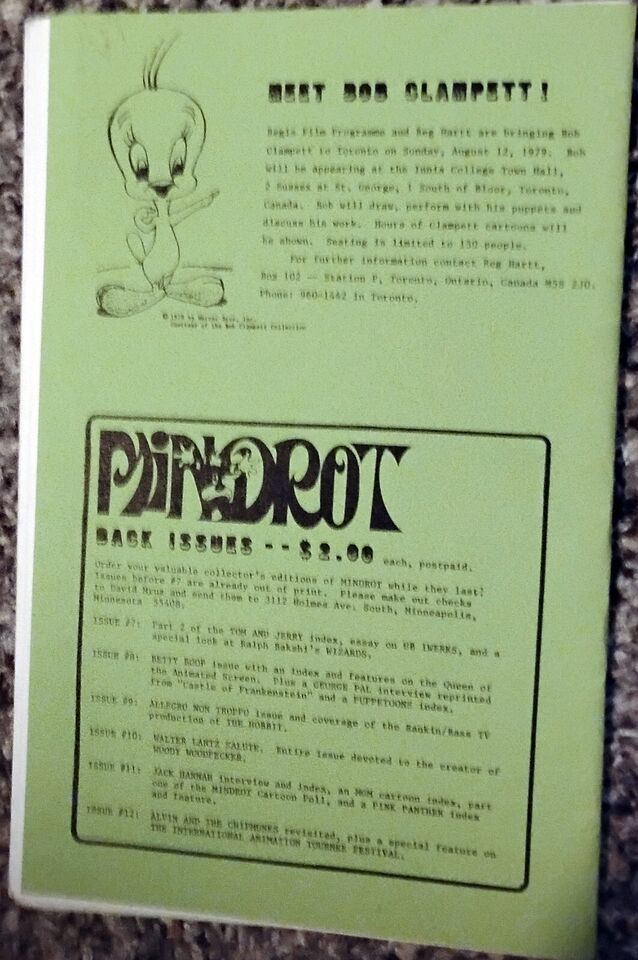 MEET BOB CLAMPETT!
Regis Film Programme and Reg Hartt are bringing Bob
Clampett to Toronto on Sunday, August 12, 1979. Bob
will be appearing at the Innis College Town Hall,
2 Sussex at St. George, 1 South of Bloor, Toronto,
Canada. Bob will draw, perform with his puppets and
discuss his work. Hours of Clampett cartoons will
be shown. Seating is limited to 150 people.
For further information contact Reg Hartt,
Box 102 — Station F, Toronto, Ontario, Canada M5S 2J0.
Phone: 960-1442 in Toronto.
© 1978 by Warner Bros. Inc.
Courtesy of the Bob Clampett Collection
MINDROT
BACK ISSUES -- $2.00 each, postpaid.
Order your valuable collector's editions of MINDROT while they last!
Issues before #7 are already out of print. Please make out checks
to David Mruz and send them to 3112 Holmes Ave. South, Minneapolis,
Minnesota 55408.
ISSUE #7: Part 2 of the TOM AND JERRY index, essay on UB IWERKS, and a
special look at Ralph Bakshi's WIZARDS.
ISSUE #8: BETTY BOOP issue with an index and features on the Queen of
the Animated Screen. Plus a GEORGE PAL interview reprinted
from "Castle of Frankenstein" and a PUPPETOONS index.
ISSUE #9: ALLEGRO NON TROPPO issue and coverage of the Rankin/Bass TV
production of THE HOBBIT.
ISSUE #10: WALTER LANTZ SALUTE. Entire issue devoted to the creator of
WOODY WOODPECKER.
ISSUE #11: JACK HANNAH interview and index, an MGM cartoon index, part
one of the MINDROT Cartoon Poll, and a PINK PANTHER index
and feature.
ISSUE #12: ALVIN AND THE CHIPMUNKS revisited, plus a special feature on
THE INTERNATIONAL ANIMATION TOURNEE FESTIVAL.